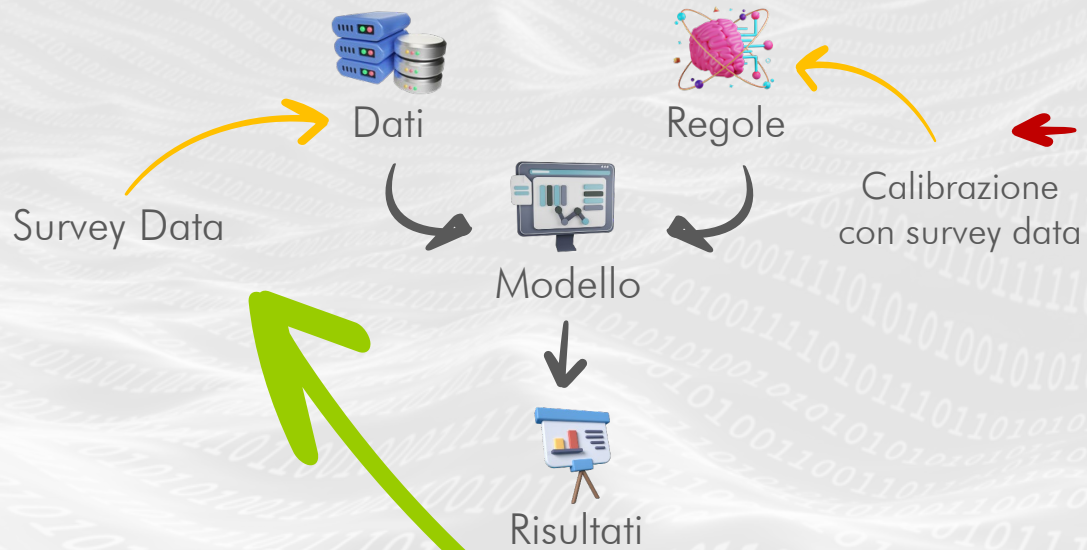 Dati
Regole
Survey Data
Calibrazione
con survey data
Modello
Risultati